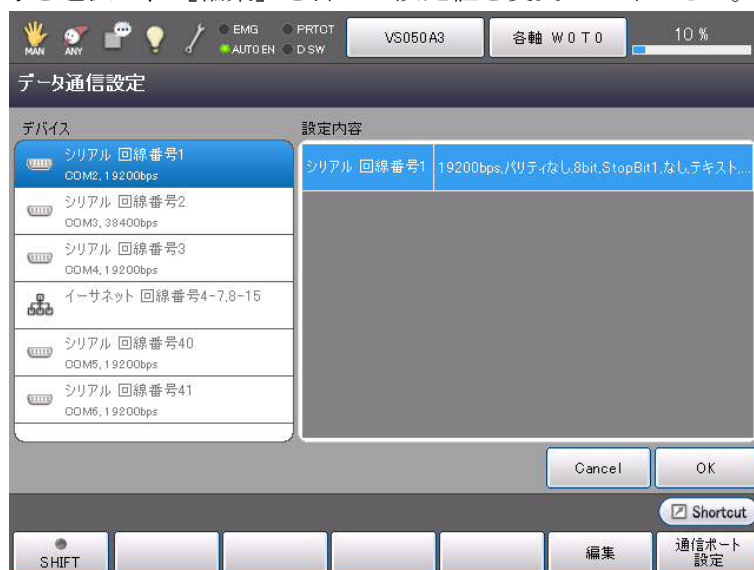 MAN
ANY
EMG
PRTCT
AUTO EN
D SW
VS050A3
各軸 W0T0
10 %
データ通信設定
デバイス
設定内容
シリアル 回線番号1
COM2, 19200bps
シリアル 回線番号1
19200bps,パリティなし,8bit,StopBit1,なし,テキスト,...
シリアル 回線番号2
COM3, 38400bps
シリアル 回線番号3
COM4, 19200bps
イーサネット 回線番号4-7,8-15
シリアル 回線番号40
COM5, 19200bps
シリアル 回線番号41
COM6, 19200bps
Cancel
OK
Shortcut
SHIFT
編集
通信ポート
設定